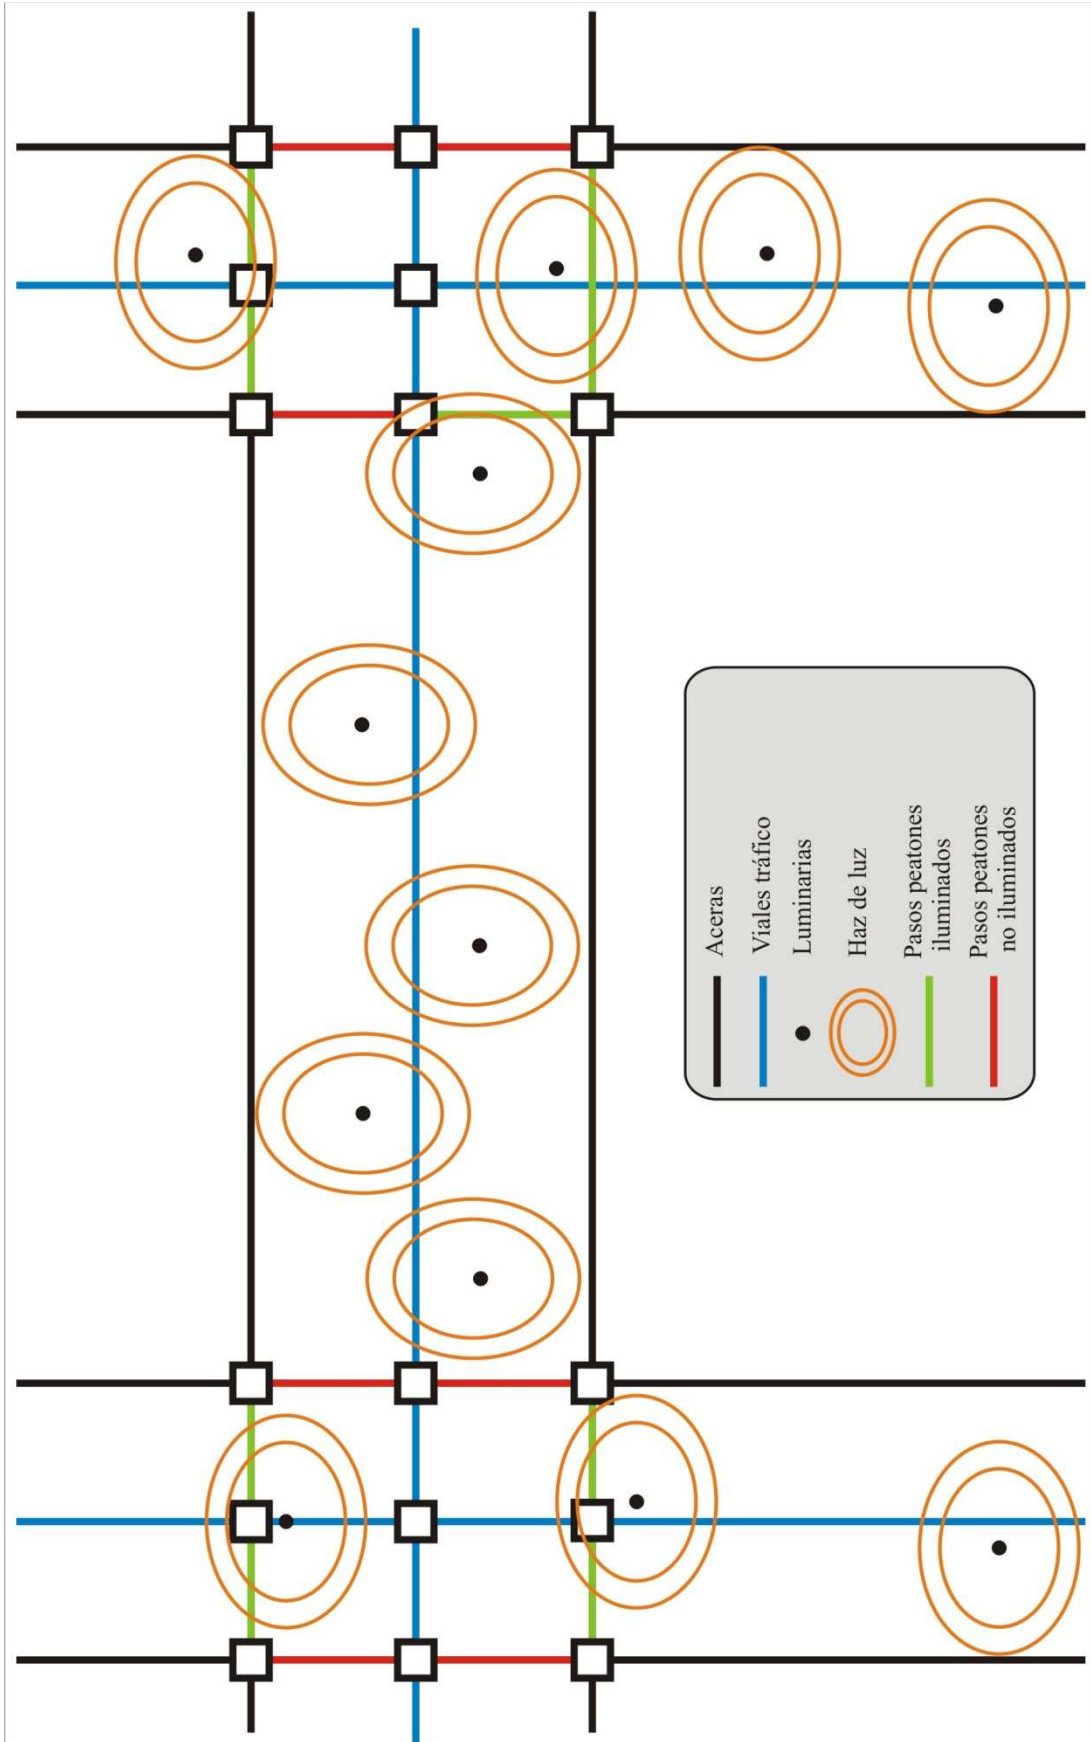 Aceras
Viales tráfico
Luminarias
Haz de luz
Pasos peatones
iluminados
Pasos peatones
no iluminados